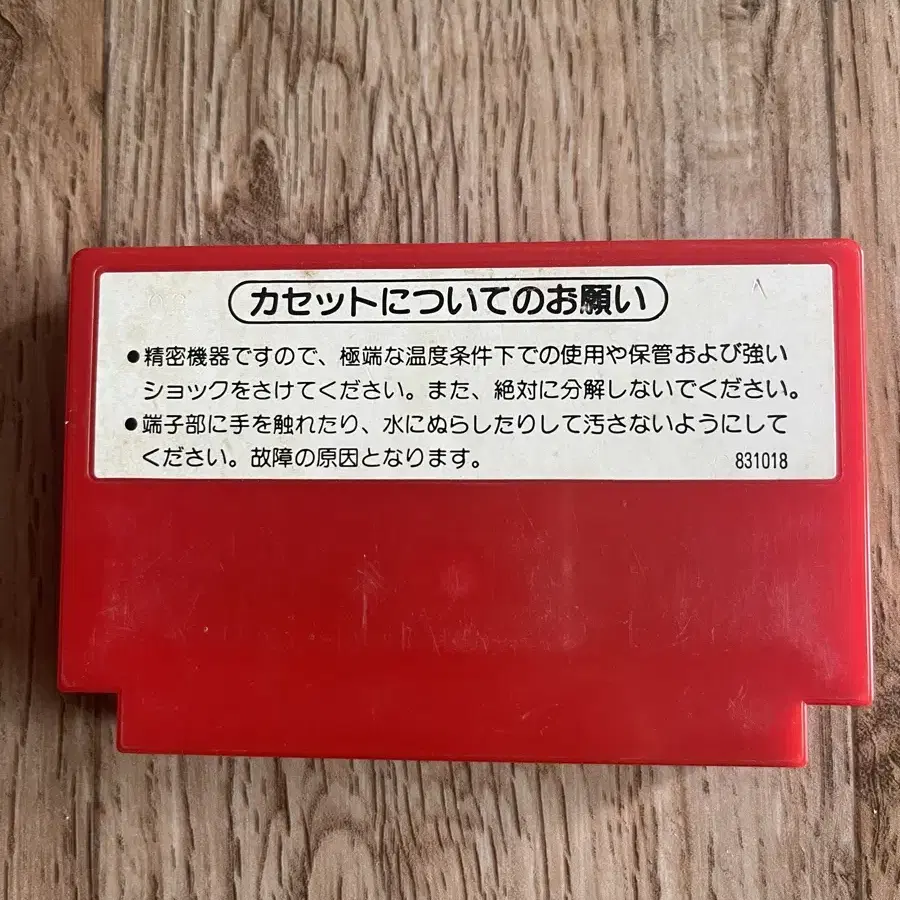 カセットについてのお願い
●精密機器ですので、極端な温度条件下での使用や保管および強い
ショックをさけてください。また、絶対に分解しないでください。
●端子部に手を触れたり、水にぬらしたりして汚さないようにして
ください。故障の原因となります。
831018